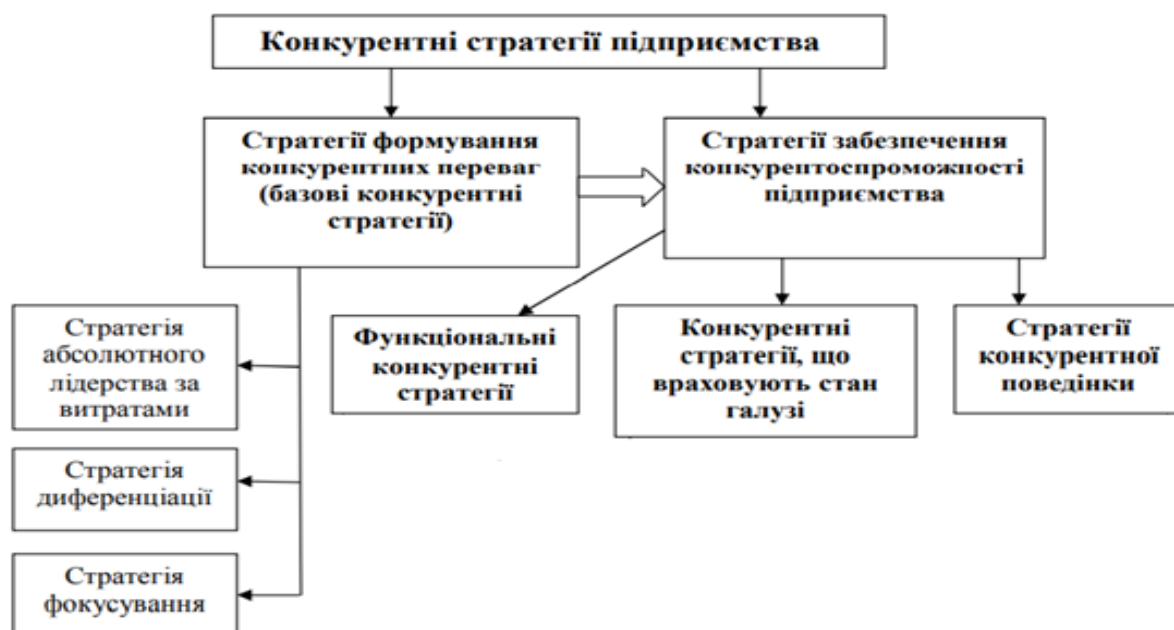 Конкурентні стратегії підприємства
Стратегії формування
конкурентних переваг
(базові конкурентні
стратегії)
Стратегії забезпечення
конкурентоспроможності
підприємства
Стратегія
абсолютного
лідерства за
витратами
Функціональні
конкурентні
стратегії
Конкурентні
стратегії, що
враховують стан
галузі
Стратегії
конкурентної
поведінки
Стратегія
диференціації
Стратегія
фокусування